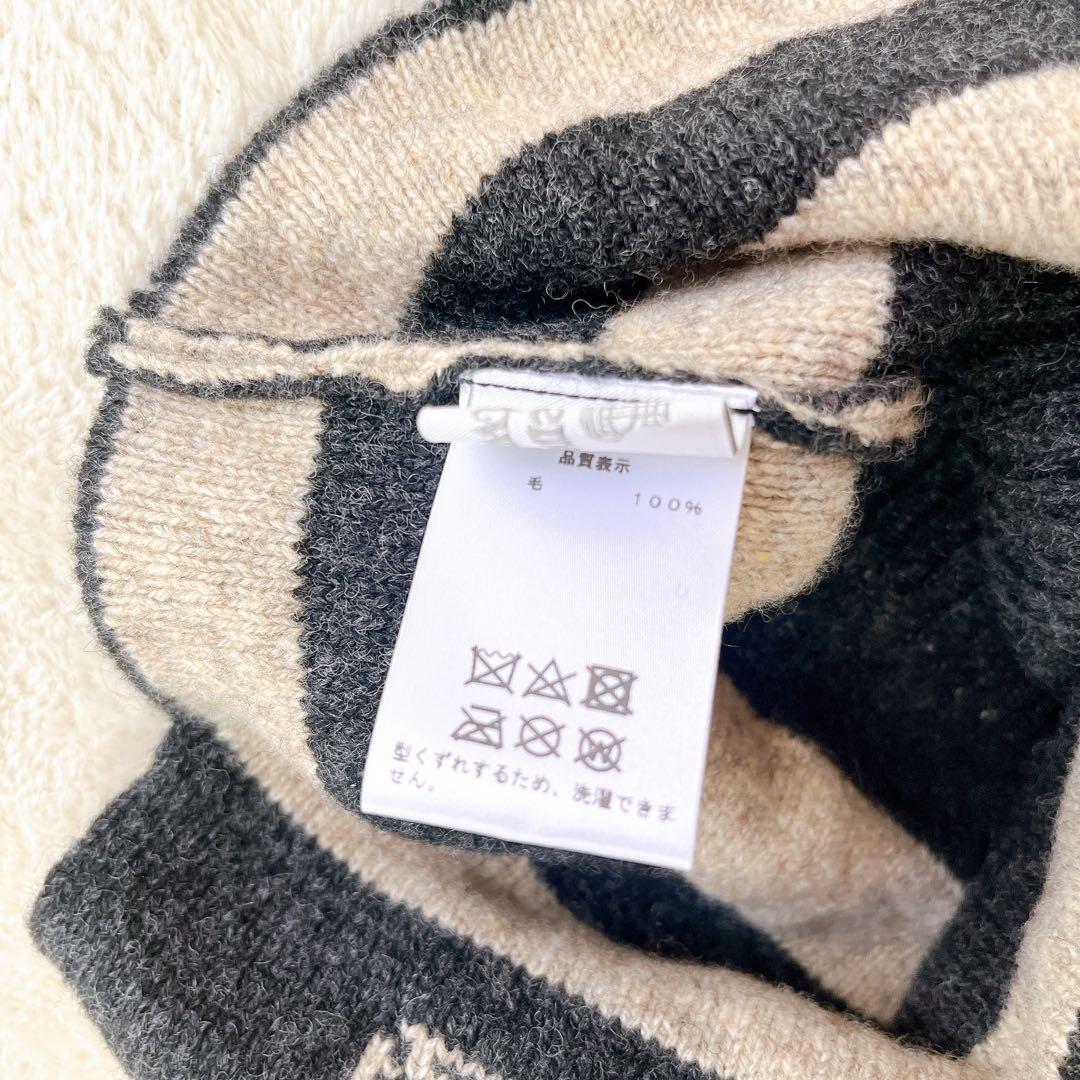 品質表示
毛 100%
型くずれするため、洗濯できま
せん。